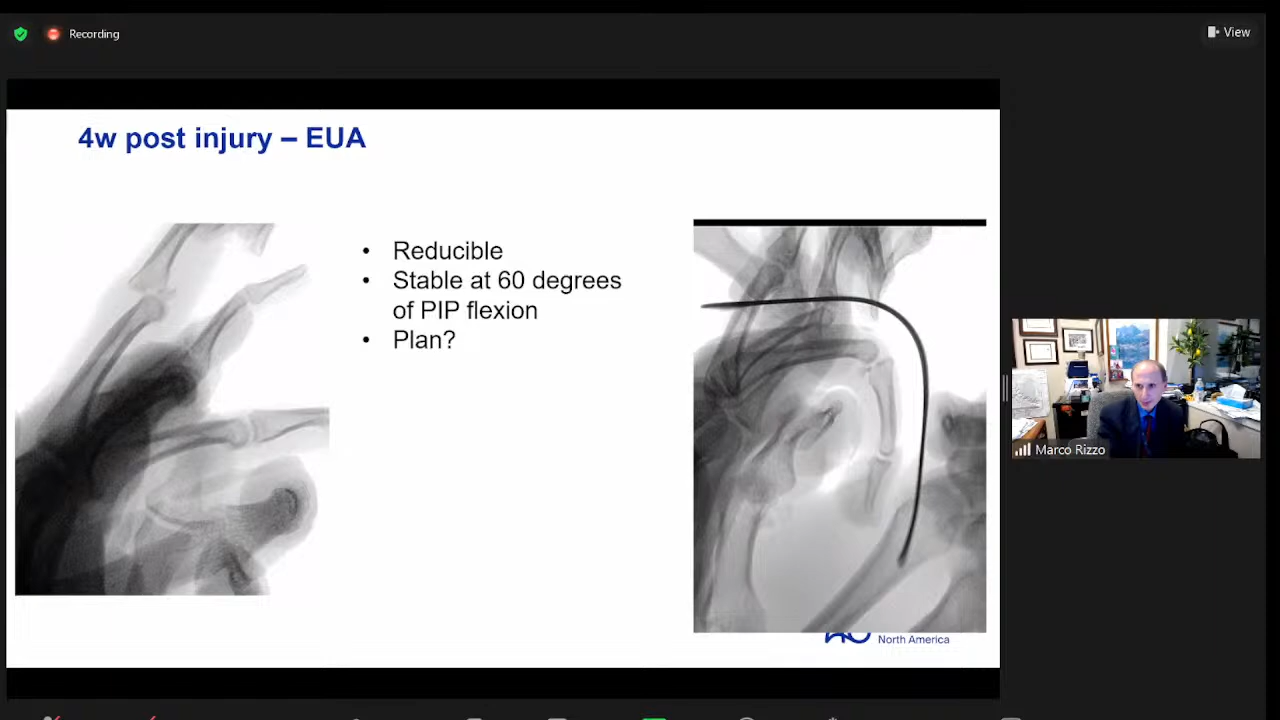 Recording
View
4w post injury – EUA
• Reducible
• Stable at 60 degrees
of PIP flexion
• Plan?
Marco Rizzo
North America